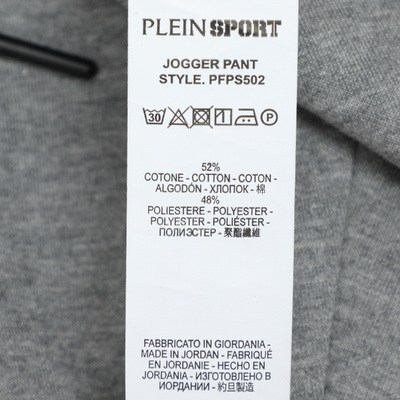 PLEIN SPORT
JOGGER PANT
STYLE. PFPS502
30 P
52%
COTONE - COTTON - COTON -
ALGODÓN - ХЛОПОК - 棉
48%
POLIESTERE - POLYESTER -
POLYESTER - POLIÉSTER -
ПОЛИЭСТЕР - 聚酯纖維
FABBRICATO IN GIORDANIA -
MADE IN JORDAN - FABRIQUÉ
EN JORDANIE - HECHO EN
JORDANIA - ИЗГОТОВЛЕНО В
ИОРДАНИИ - 约旦製造